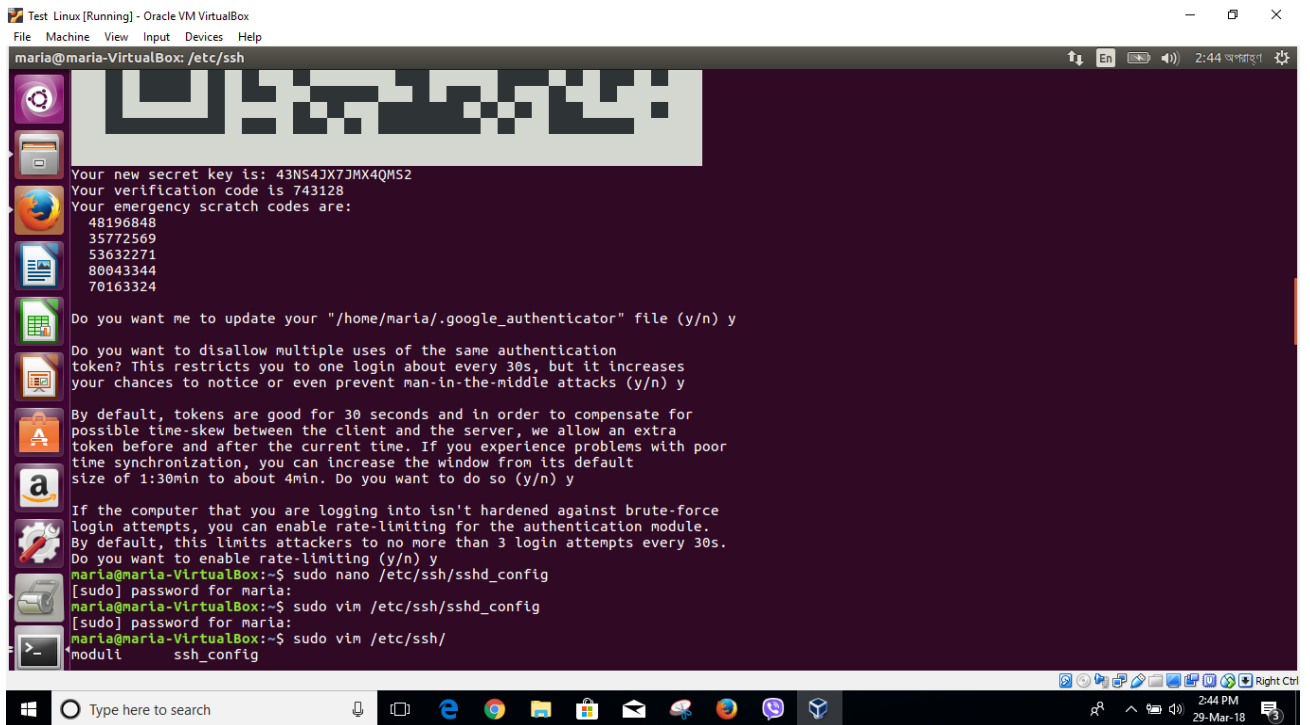 Test Linux [Running] - Oracle VM VirtualBox
File Machine View Input Devices Help
maria@maria-VirtualBox: /etc/ssh
En
2:44 অপরাহ্ণ
Your new secret key is: 43NS4JX7JMX4QMS2
Your verification code is 743128
Your emergency scratch codes are:
48196848
35772569
53632271
80043344
70163324
Do you want me to update your "/home/maria/.google_authenticator" file (y/n) y
Do you want to disallow multiple uses of the same authentication
token? This restricts you to one login about every 30s, but it increases
your chances to notice or even prevent man-in-the-middle attacks (y/n) y
By default, tokens are good for 30 seconds and in order to compensate for
possible time-skew between the client and the server, we allow an extra
token before and after the current time. If you experience problems with poor
time synchronization, you can increase the window from its default
size of 1:30min to about 4min. Do you want to do so (y/n) y
If the computer that you are logging into isn't hardened against brute-force
login attempts, you can enable rate-limiting for the authentication module.
By default, this limits attackers to no more than 3 login attempts every 30s.
Do you want to enable rate-limiting (y/n) y
maria@maria-VirtualBox:~$ sudo nano /etc/ssh/sshd_config
[sudo] password for maria:
maria@maria-VirtualBox:~$ sudo vim /etc/ssh/sshd_config
[sudo] password for maria:
maria@maria-VirtualBox:~$ sudo vim /etc/ssh/
moduli ssh_config
Right Ctrl
Type here to search
2:44 PM
29-Mar-18
3